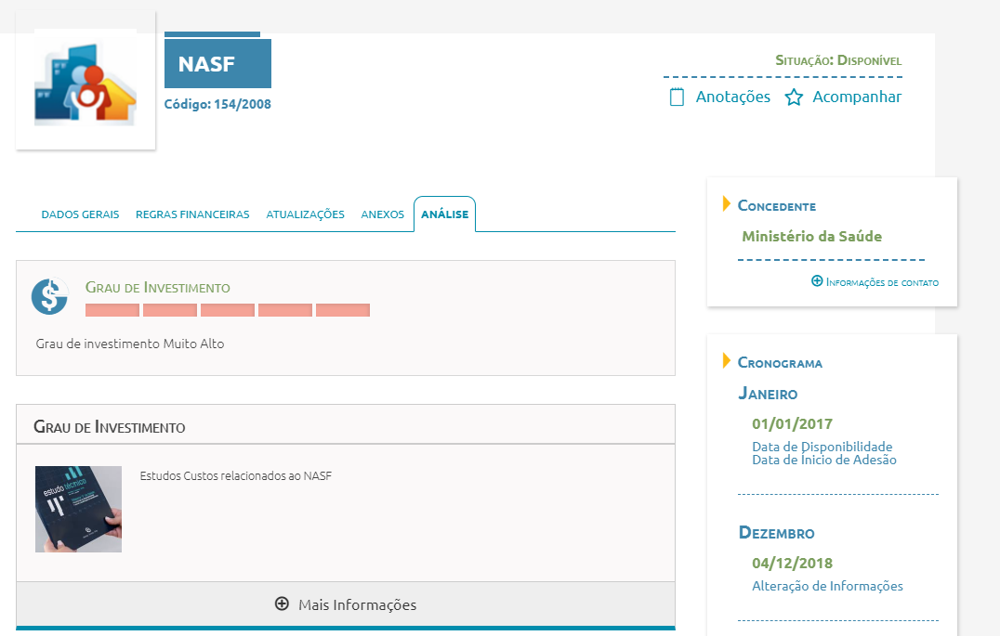 NASF
Código: 154/2008
Situação: Disponível
Anotações Acompanhar
DADOS GERAIS REGRAS FINANCEIRAS ATUALIZAÇÕES ANEXOS ANÁLISE
Grau de Investimento
Grau de investimento Muito Alto
Grau de Investimento
estudo
técnico
Estudos Custos relacionados ao NASF
Mais Informações
Concedente
Ministério da Saúde
Informações de contato
Cronograma
Janeiro
01/01/2017
Data de Disponibilidade
Data de Ínicio de Adesão
Dezembro
04/12/2018
Alteração de Informações